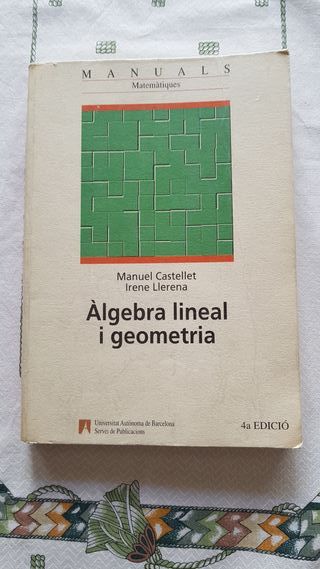 MANUALS
Matemàtiques
Manuel Castellet
Irene Llerena
Àlgebra lineal
i geometria
Universitat Autònoma de Barcelona
Servei de Publicacions
4a EDICIÓ